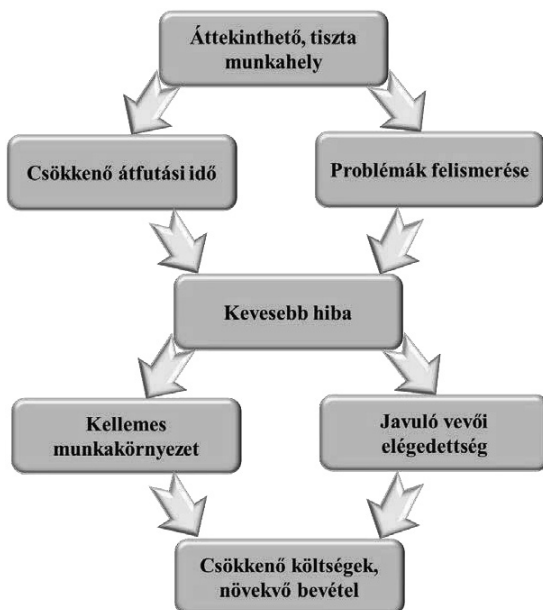 Áttekinthető, tiszta
munkahely
Csökkenő átfutási idő
Problémák felismerése
Kevesebb hiba
Kellemes
munkakörnyezet
Javuló vevői
elégedettség
Csökkenő költségek,
növekvő bevétel